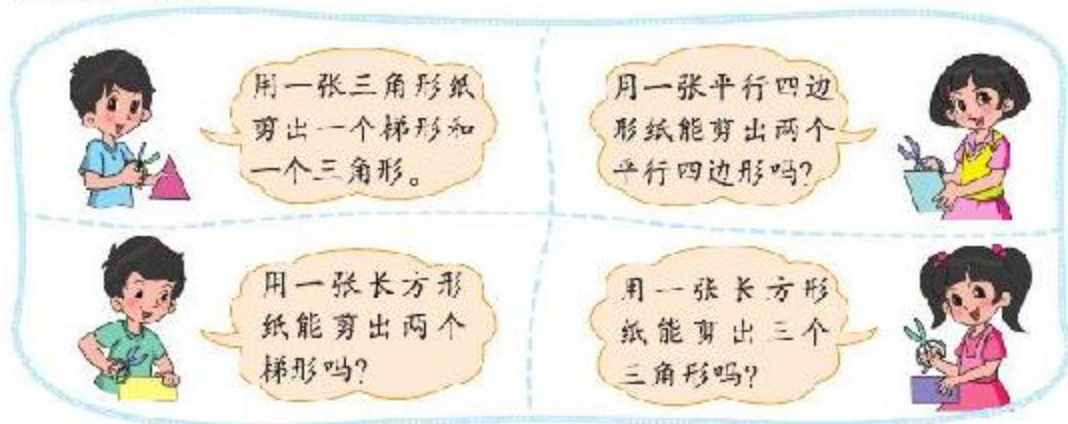 用一张三角形纸
剪出一个梯形和
一个三角形。
用一张平行四边
形纸能剪出两个
平行四边形吗？
用一张长方形
纸能剪出两个
梯形吗？
用一张长方形
纸能剪出三个
三角形吗？